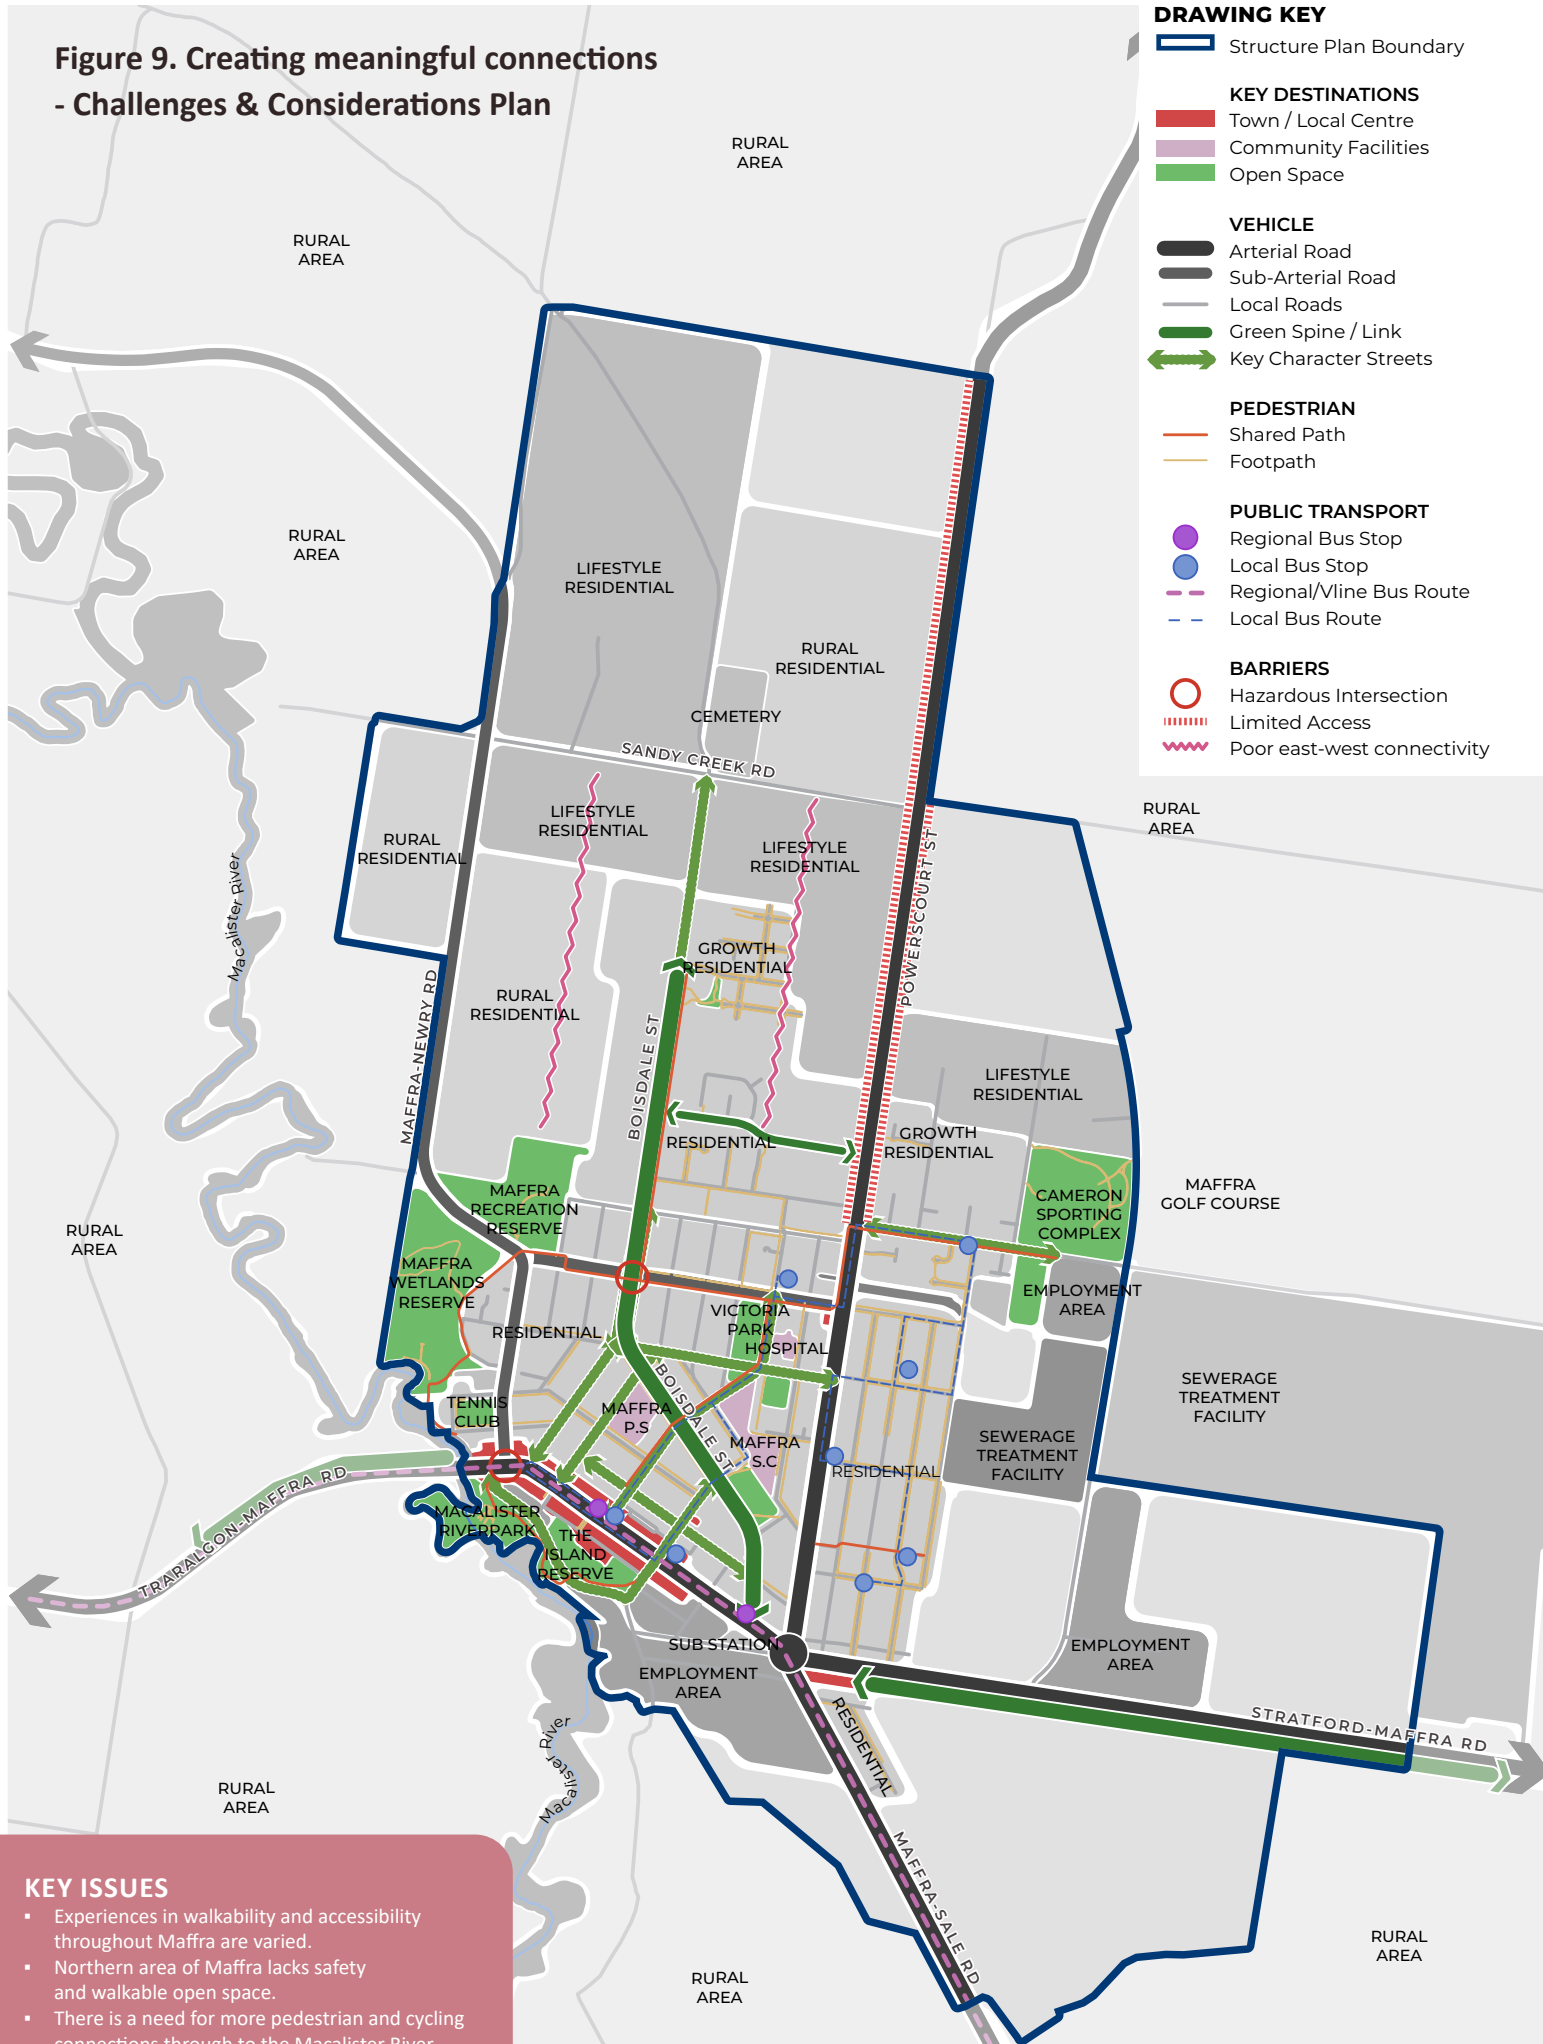 Figure 9. Creating meaningful connections
- Challenges & Considerations Plan
DRAWING KEY
Structure Plan Boundary
KEY DESTINATIONS
Town / Local Centre
Community Facilities
Open Space
VEHICLE
Arterial Road
Sub-Arterial Road
Local Roads
Green Spine / Link
Key Character Streets
PEDESTRIAN
Shared Path
Footpath
PUBLIC TRANSPORT
Regional Bus Stop
Local Bus Stop
Regional/Vline Bus Route
Local Bus Route
BARRIERS
Hazardous Intersection
Limited Access
Poor east-west connectivity
RURAL
AREA
RURAL
AREA
RURAL
AREA
LIFESTYLE
RESIDENTIAL
RURAL
RESIDENTIAL
CEMETERY
SANDY CREEK RD
LIFESTYLE
RESIDENTIAL
RURAL
RESIDENTIAL
LIFESTYLE
RESIDENTIAL
RURAL
AREA
Macalister River
POWERSCOURT ST
GROWTH
RESIDENTIAL
RURAL
RESIDENTIAL
MAFFRA-NEWRY RD
BOISDALE ST
LIFESTYLE
RESIDENTIAL
RESIDENTIAL
GROWTH
RESIDENTIAL
MAFFRA
RECREATION
RESERVE
CAMERON
SPORTING
COMPLEX
MAFFRA
GOLF COURSE
RURAL
AREA
MAFFRA
WETLANDS
RESERVE
EMPLOYMENT
AREA
VICTORIA
PARK
HOSPITAL
RESIDENTIAL
BOISDALE ST
TENNIS
CLUB
MAFFRA
P.S
MAFFRA
S.C
RESIDENTIAL
SEWERAGE
TREATMENT
FACILITY
SEWERAGE
TREATMENT
FACILITY
TRARALGON-MAFFRA RD
MACALISTER
RIVERPARK
THE
ISLAND
RESERVE
SUB STATION
EMPLOYMENT
AREA
EMPLOYMENT
AREA
RESIDENTIAL
STRATFORD-MAFFRA RD
Macalister River
RURAL
AREA
MAFFRA-SALE RD
RURAL
AREA
RURAL
AREA
KEY ISSUES
▪ Experiences in walkability and accessibility
throughout Maffra are varied.
▪ Northern area of Maffra lacks safety
and walkable open space.
▪ There is a need for more pedestrian and cycling
connections through to the Macalister River